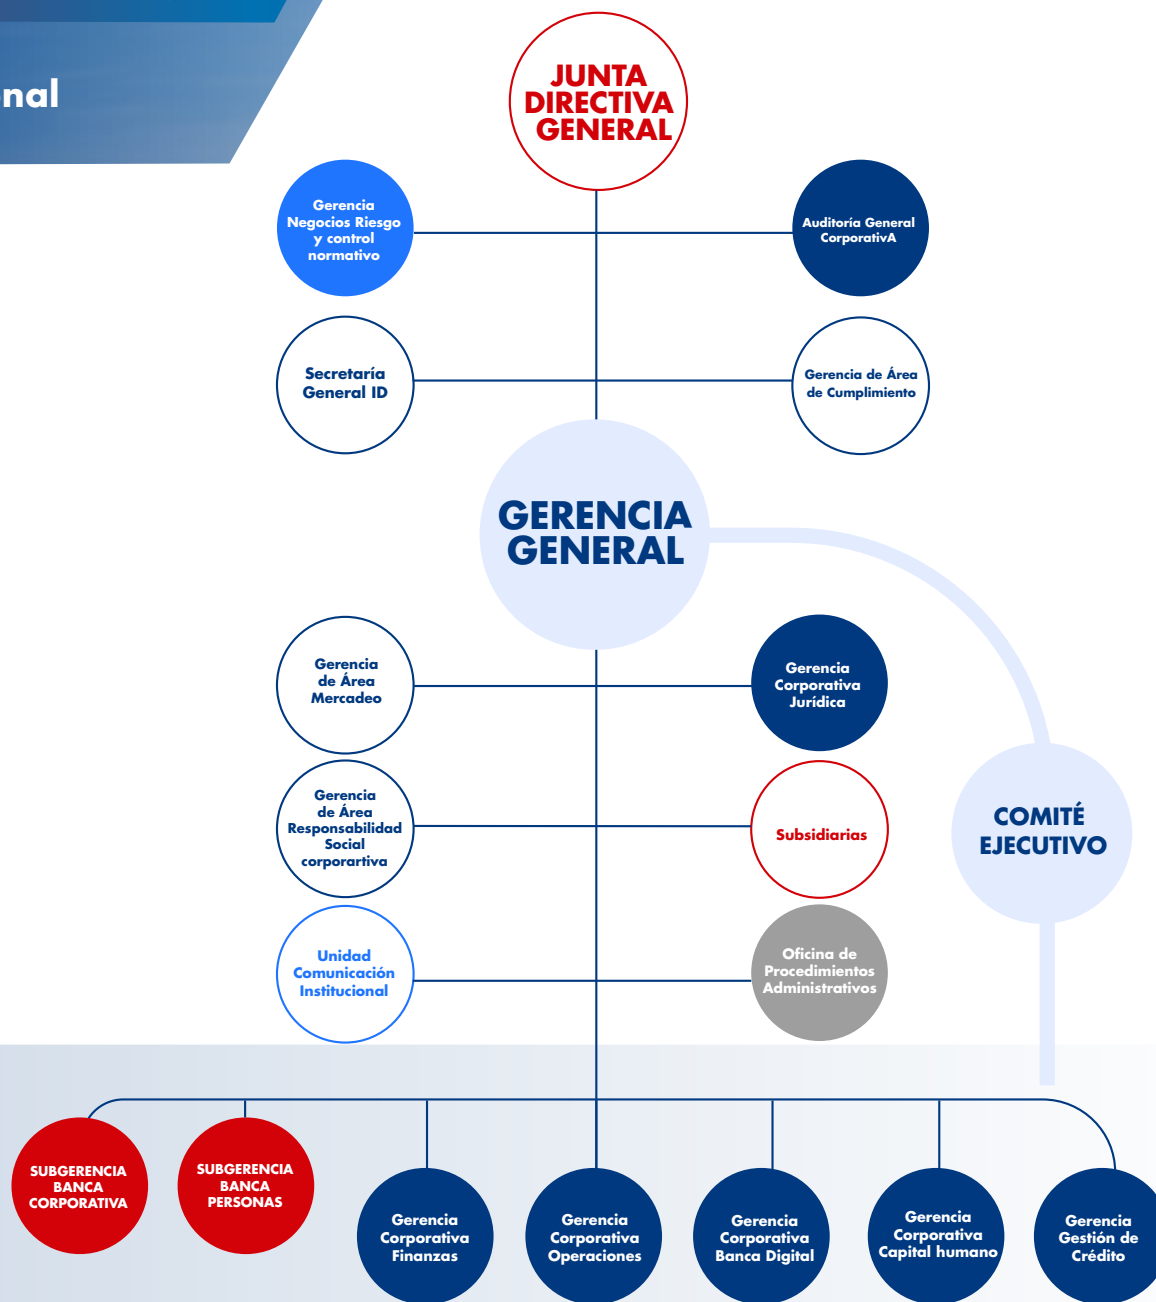 nal
JUNTA
DIRECTIVA
GENERAL
Gerencia
Negocios Riesgo
y control
normativo
Auditoría General
CorporativA
Secretaría
General ID
Gerencia de Área
de Cumplimiento
GERENCIA
GENERAL
Gerencia
de Área
Mercadeo
Gerencia
Corporativa
Jurídica
Gerencia
de Área
Responsabilidad
Social
corporartiva
Subsidiarias
COMITÉ
EJECUTIVO
Unidad
Comunicación
Institucional
Oficina de
Procedimientos
Administrativos
SUBGERENCIA
BANCA
CORPORATIVA
SUBGERENCIA
BANCA
PERSONAS
Gerencia
Corporativa
Finanzas
Gerencia
Corporativa
Operaciones
Gerencia
Corporativa
Banca Digital
Gerencia
Corporativa
Capital humano
Gerencia
Gestión de
Crédito